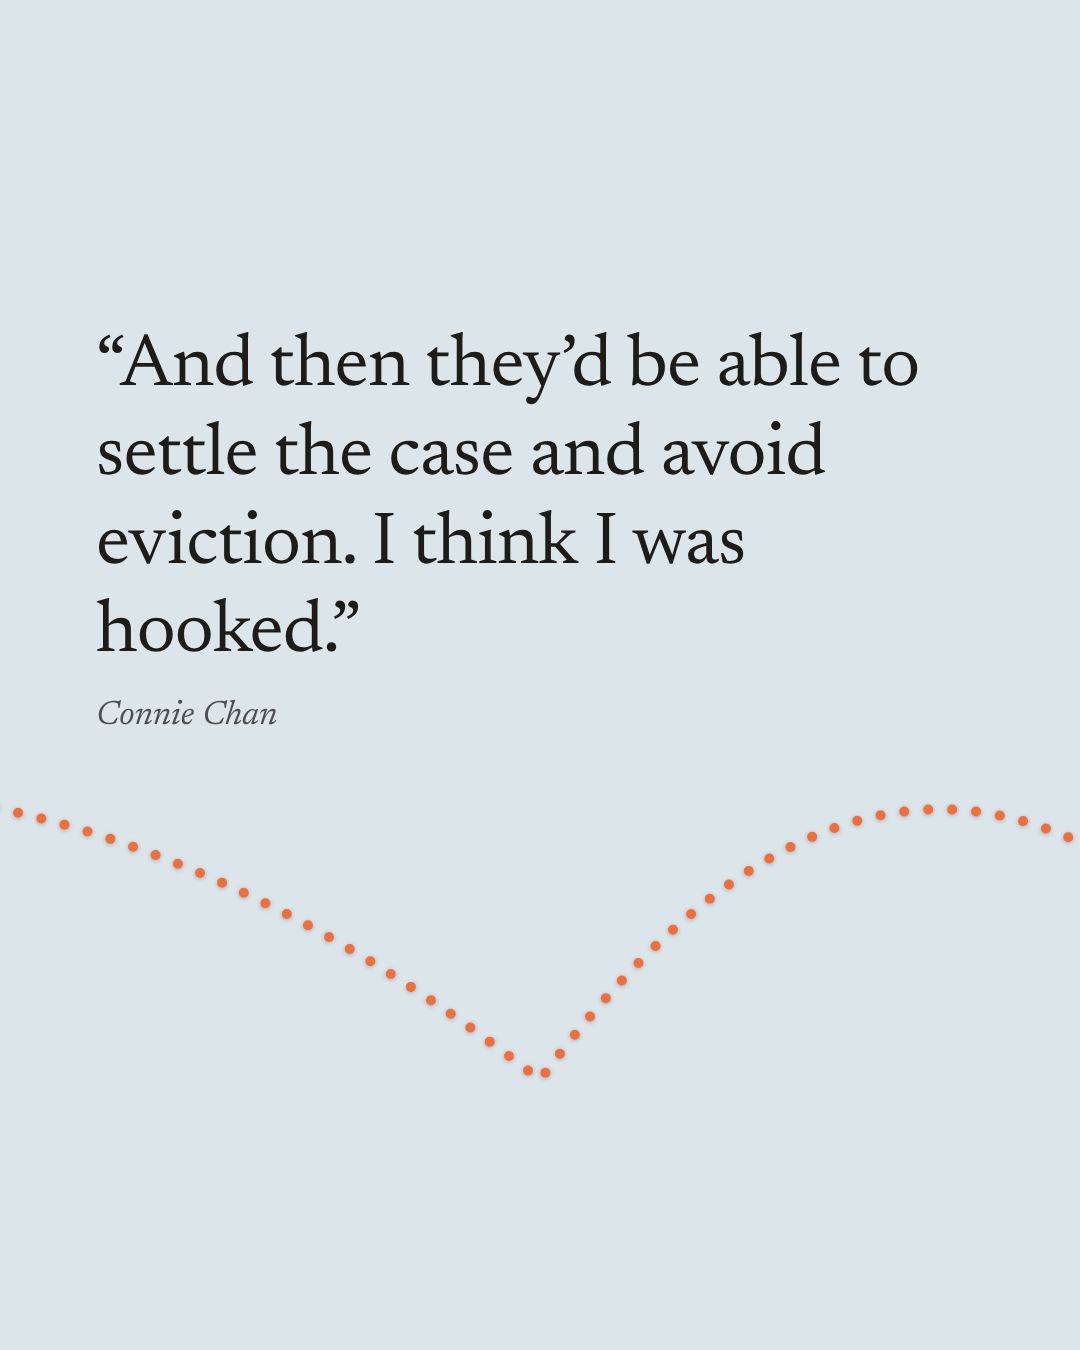 “And then they’d be able to
settle the case and avoid
eviction. I think I was
hooked.”
Connie Chan